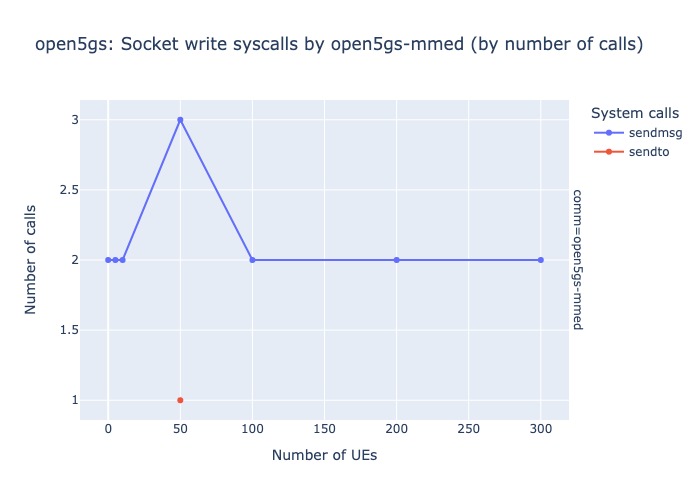 open5gs: Socket write syscalls by open5gs-mmed (by number of calls)
System calls
sendmsg
sendto
Number of calls
3
2.5
2
1.5
1
comm=open5gs-mmed
0 50 100 150 200 250 300
Number of UEs